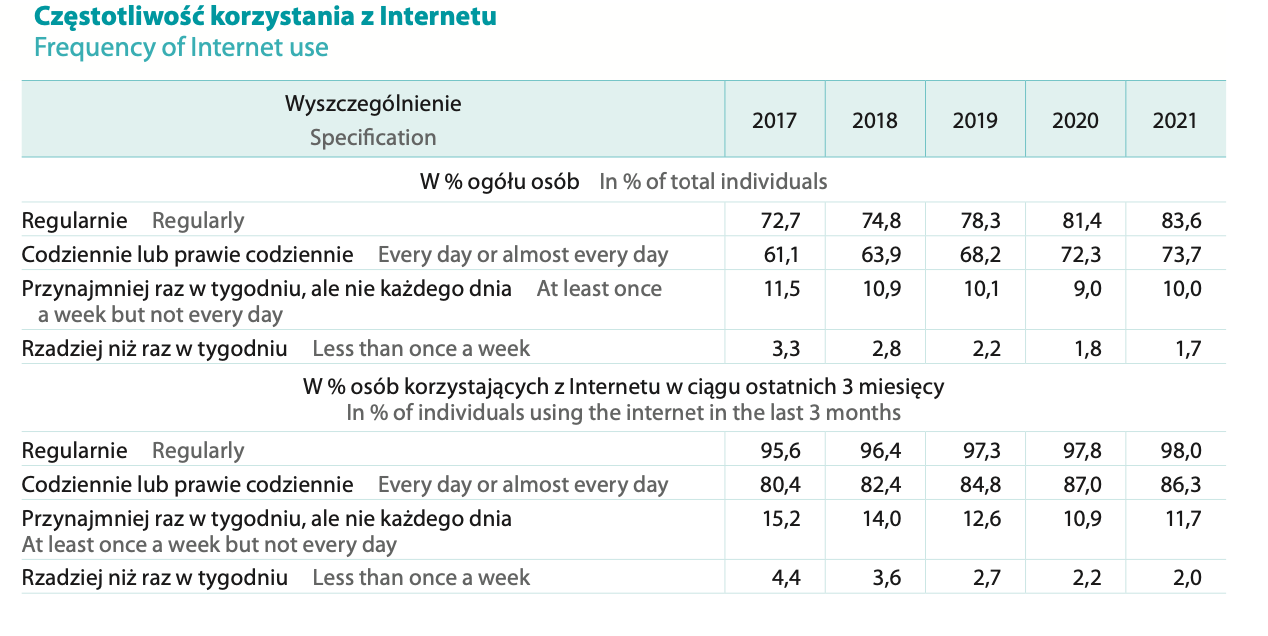 Częstotliwość korzystania z Internetu
Frequency of Internet use
Wyszczególnienie
Specification
2017 2018 2019 2020 2021
W % ogółu osób In % of total individuals
Regularnie Regularly 72,7 74,8 78,3 81,4 83,6
Codziennie lub prawie codziennie Every day or almost every day 61,1 63,9 68,2 72,3 73,7
Przynajmniej raz w tygodniu, ale nie każdego dnia At least once 11,5 10,9 10,1 9,0 10,0
a week but not every day
Rzadziej niż raz w tygodniu Less than once a week 3,3 2,8 2,2 1,8 1,7
W % osób korzystających z Internetu w ciągu ostatnich 3 miesięcy
In % of individuals using the internet in the last 3 months
Regularnie Regularly 95,6 96,4 97,3 97,8 98,0
Codziennie lub prawie codziennie Every day or almost every day 80,4 82,4 84,8 87,0 86,3
Przynajmniej raz w tygodniu, ale nie każdego dnia 15,2 14,0 12,6 10,9 11,7
At least once a week but not every day
Rzadziej niż raz w tygodniu Less than once a week 4,4 3,6 2,7 2,2 2,0